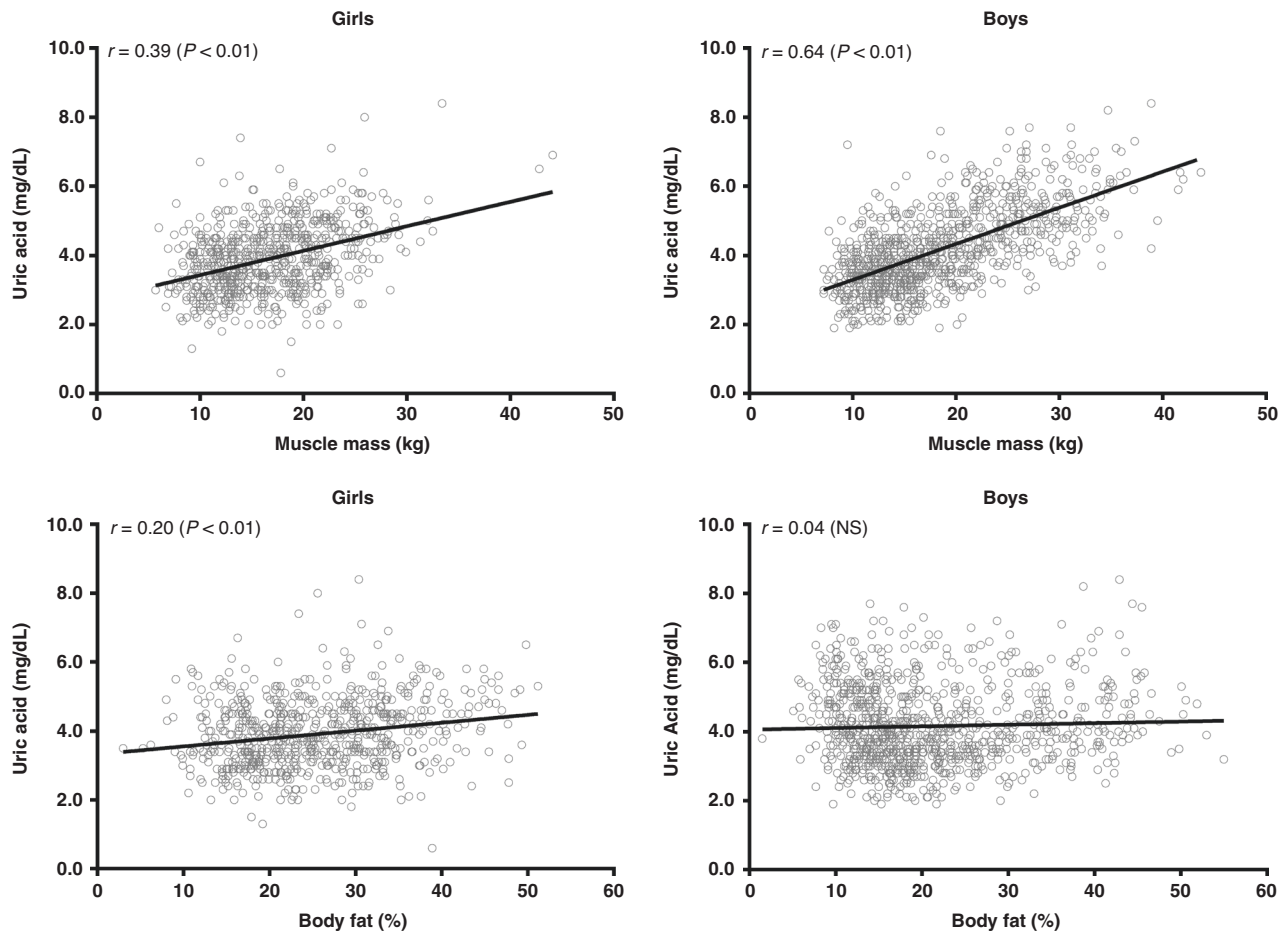 Girls
r = 0.39 (P < 0.01)
10.0
8.0
6.0
4.0
2.0
0.0
Uric acid (mg/dL)
0 10 20 30 40 50
Muscle mass (kg)
Boys
r = 0.64 (P < 0.01)
10.0
8.0
6.0
4.0
2.0
0.0
Uric acid (mg/dL)
0 10 20 30 40 50
Muscle mass (kg)
Girls
r = 0.20 (P < 0.01)
10.0
8.0
6.0
4.0
2.0
0.0
Uric acid (mg/dL)
0 10 20 30 40 50 60
Body fat (%)
Boys
r = 0.04 (NS)
10.0
8.0
6.0
4.0
2.0
0.0
Uric Acid (mg/dL)
0 10 20 30 40 50 60
Body fat (%)